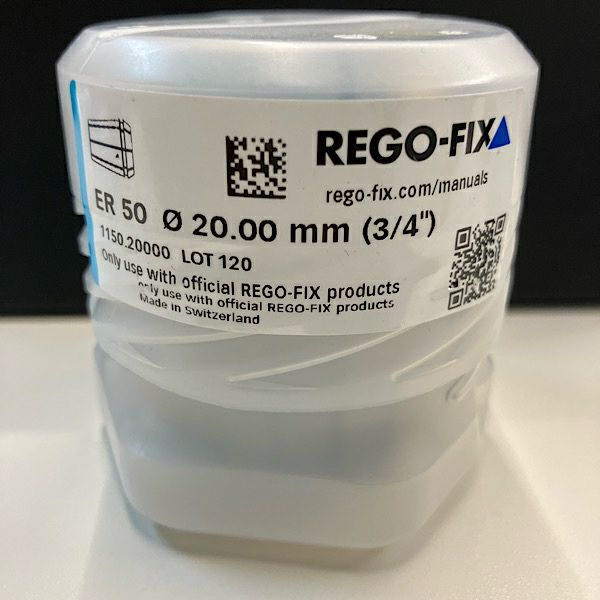 REGO-FIX
rego-fix.com/manuals
ER 50 Ø 20.00 mm (3/4")
1150.20000 LOT 120
Only use with official REGO-FIX products
only use with official REGO-FIX products
Made in Switzerland